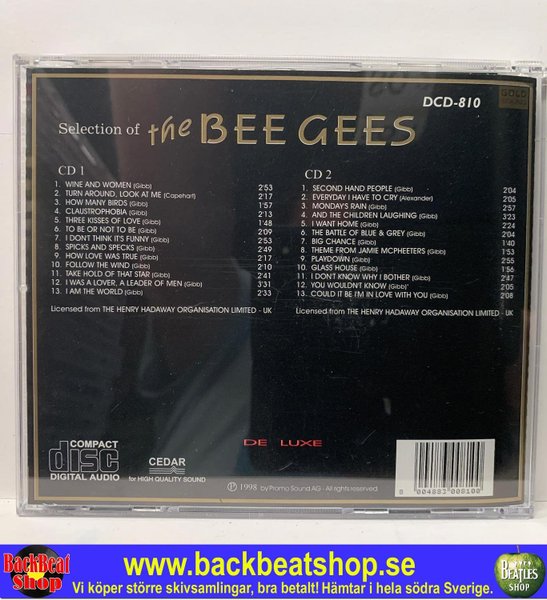 DCD-810
GOLD
Selection of the BEE GEES
CD 1
1. WINE AND WOMEN (Gibb) 2'53
2. TURN AROUND, LOOK AT ME (Capehart) 2'17
3. HOW MANY BIRDS (Gibb) 1'57
4. CLAUSTROPHOBIA (Gibb) 2'13
5. THREE KISSES OF LOVE (Gibb) 1'48
6. TO BE OR NOT TO BE (Gibb) 2'09
7. I DON'T THINK IT'S FUNNY (Gibb) 2'53
8. SPICKS AND SPECKS (Gibb) 2'49
9. HOW LOVE WAS TRUE (Gibb) 2'17
10. FOLLOW THE WIND (Gibb) 2'10
11. TAKE HOLD OF THAT STAR (Gibb) 2'41
12. I WAS A LOVER, A LEADER OF MEN (Gibb) 3'31
13. I AM THE WORLD (Gibb) 2'33
Licensed from THE HENRY HADAWAY ORGANISATION LIMITED - UK
CD 2
1. SECOND HAND PEOPLE (Gibb) 2'04
2. EVERYDAY I HAVE TO CRY (Alexander) 2'05
3. MONDAY'S RAIN (Gibb) 2'57
4. AND THE CHILDREN LAUGHING (Gibb) 3'23
5. I WANT HOME (Gibb) 2'24
6. THE BATTLE OF BLUE & GREY (Gibb) 2'04
7. BIG CHANCE (Gibb) 1'40
8. THEME FROM JAMIE MCPHEETERS (Gibb) 1'53
9. PLAYDOWN (Gibb) 2'55
10. GLASS HOUSE (Gibb) 1'56
11. I DON'T KNOW WHY I BOTHER (Gibb) 2'47
12. YOU WOULDN'T KNOW (Gibb) 2'05
13. COULD IT BE I'M IN LOVE WITH YOU (Gibb) 2'08
Licensed from THE HENRY HADAWAY ORGANISATION LIMITED - UK
DE LUXE
COMPACT
disc
DIGITAL AUDIO
CEDAR
for HIGH QUALITY SOUND
℗ 1998 by Promo Sound AG - All rights reserved.
8 004883 008100
BackBeat
Shop
www.backbeatshop.se
Vi köper större skivsamlingar, bra betalt! Hämtar i hela södra Sverige.
BEATLES
SHOP